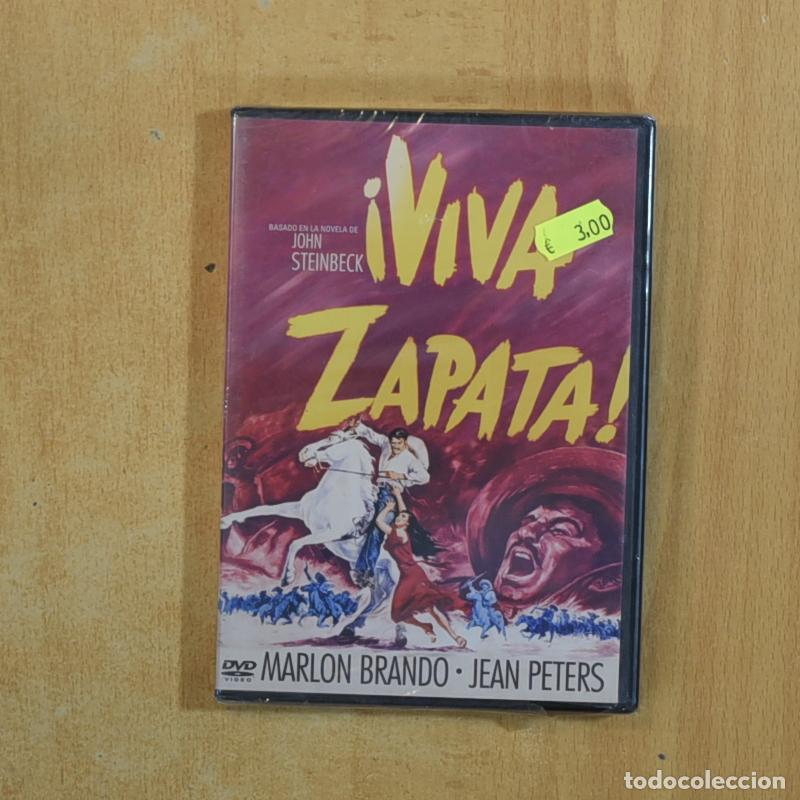 ¡VIVA
BASADO EN LA NOVELA DE
JOHN
STEINBECK
€ 3,00
ZAPATA!
DVD
VIDEO
MARLON BRANDO · JEAN PETERS
todocoleccion